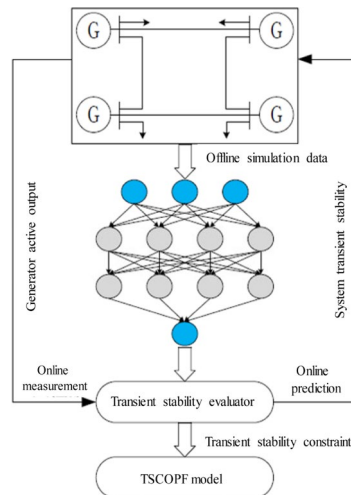 G
G
G
G
Offline simulation data
Generator active output
System transient stability
Online
measurement
Online
prediction
Transient stability evaluator
Transient stability constraint
TSCOPF model